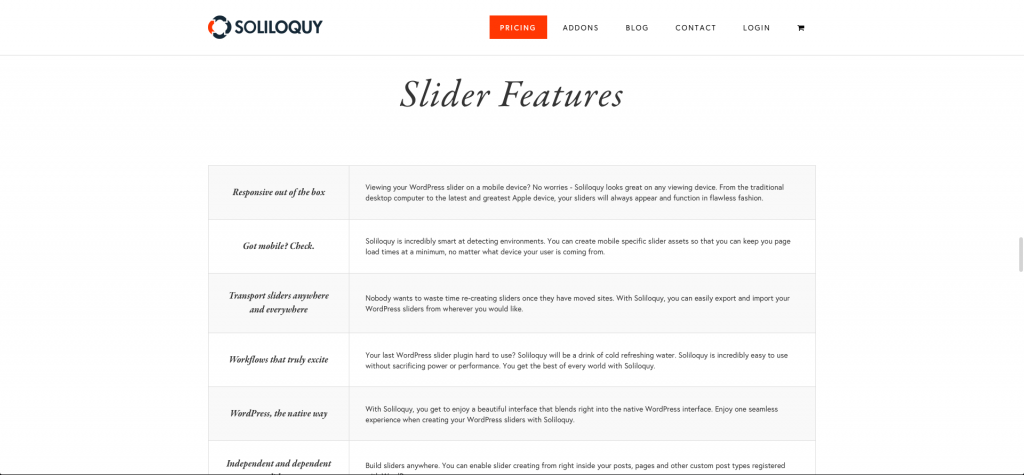 SOLILOQUY
PRICING ADDONS BLOG CONTACT LOGIN
Slider Features
Responsive out of the box
Viewing your WordPress slider on a mobile device? No worries - Soliloquy looks great on any viewing device. From the traditional
desktop computer to the latest and greatest Apple device, your sliders will always appear and function in flawless fashion.
Got mobile? Check.
Soliloquy is incredibly smart at detecting environments. You can create mobile specific slider assets so that you can keep you page
load times at a minimum, no matter what device your user is coming from.
Transport sliders anywhere
and everywhere
Nobody wants to waste time re-creating sliders once they have moved sites. With Soliloquy, you can easily export and import your
WordPress sliders from wherever you would like.
Workflows that truly excite
Your last WordPress slider plugin hard to use? Soliloquy will be a drink of cold refreshing water. Soliloquy is incredibly easy to use
without sacrificing power or performance. You get the best of every world with Soliloquy.
WordPress, the native way
With Soliloquy, you get to enjoy a beautiful interface that blends right into the native WordPress interface. Enjoy one seamless
experience when creating your WordPress sliders with Soliloquy.
Independent and dependent
Build sliders anywhere. You can enable slider creating from right inside your posts, pages and other custom post types registered